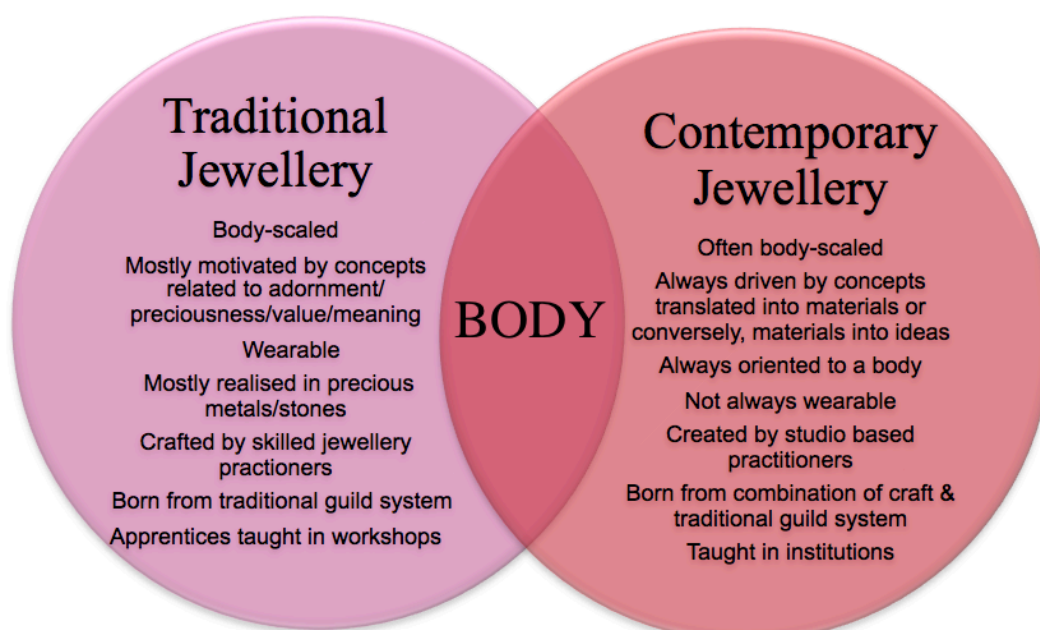 Traditional
Jewellery
Body-scaled
Mostly motivated by concepts
related to adornment/
preciousness/value/meaning
Wearable
Mostly realised in precious
metals/stones
Crafted by skilled jewellery
practioners
Born from traditional guild system
Apprentices taught in workshops
BODY
Contemporary
Jewellery
Often body-scaled
Always driven by concepts
translated into materials or
conversely, materials into ideas
Always oriented to a body
Not always wearable
Created by studio based
practitioners
Born from combination of craft &
traditional guild system
Taught in institutions